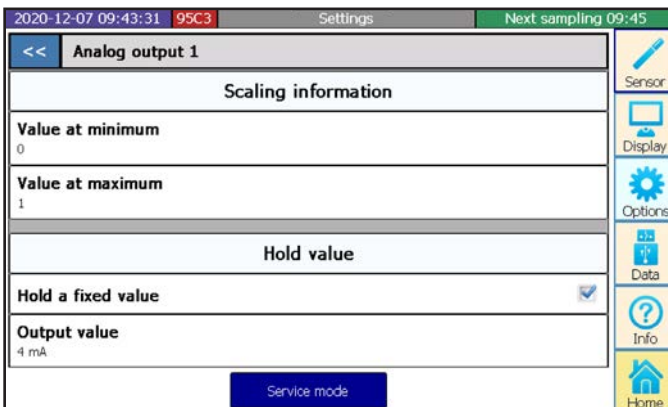 2020-12-07 09:43:31 95C3 Settings Next sampling 09:45
<< Analog output 1
Scaling information
Value at minimum
0
Value at maximum
1
Hold value
Hold a fixed value
Output value
4 mA
Service mode
Sensor
Display
Options
Data
Info
Home